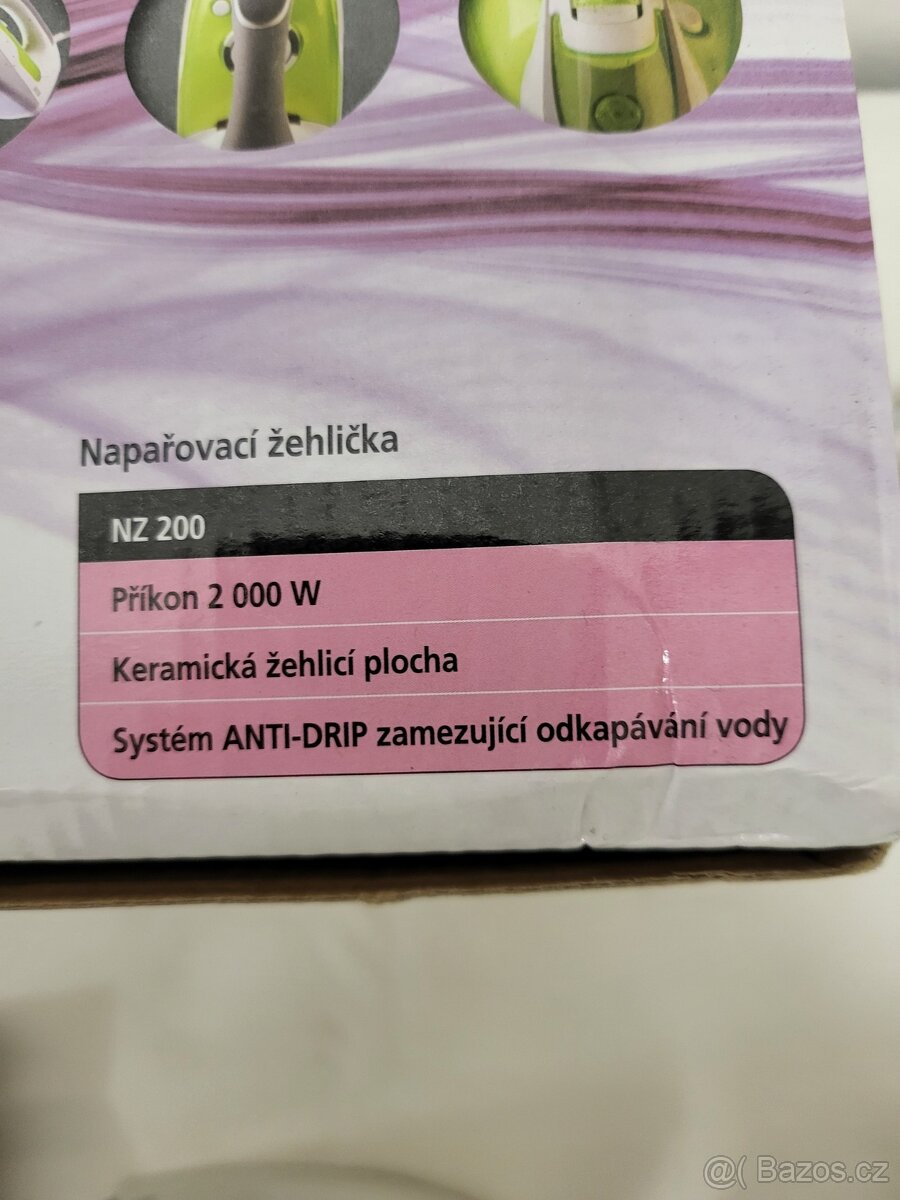 Napařovací žehlička
NZ 200
Příkon 2 000 W
Keramická žehlicí plocha
Systém ANTI-DRIP zamezující odkapávání vody
@( Bazos.cz